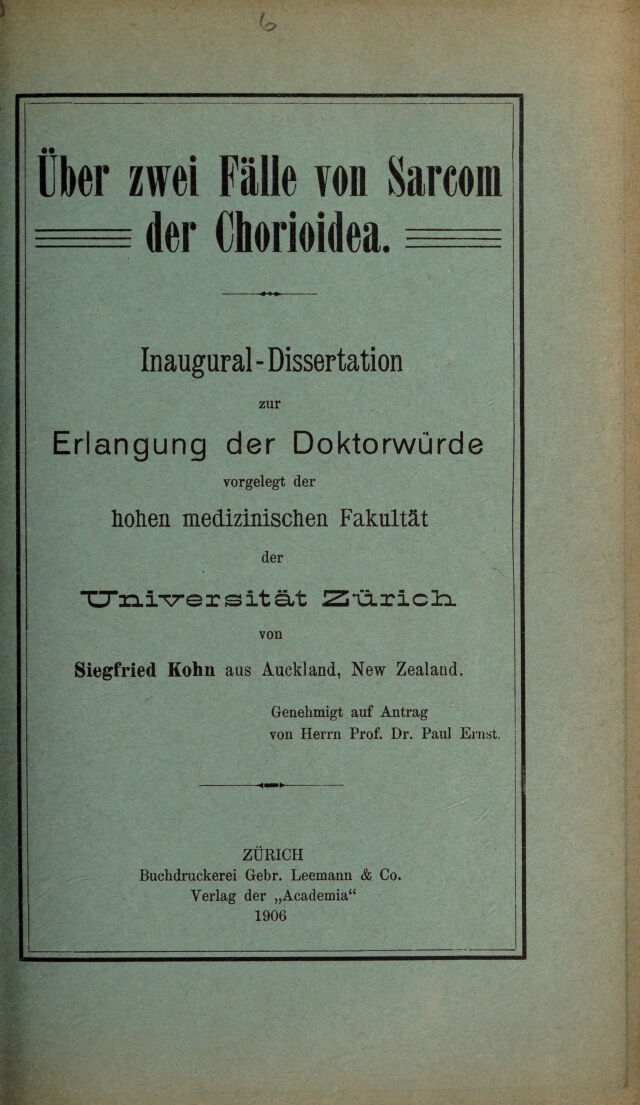 6
Über zwei Fälle von Sarcom
der Chorioidea.
Inaugural-Dissertation
zur
Erlangung der Doktorwürde
vorgelegt der
hohen medizinischen Fakultät
der
Universität Zürich
von
Siegfried Kohn aus Auckland, New Zealand.
Genehmigt auf Antrag
von Herrn Prof. Dr. Paul Ernst.
ZÜRICH
Buchdruckerei Gebr. Leemann & Co.
Verlag der „Academia“
1906